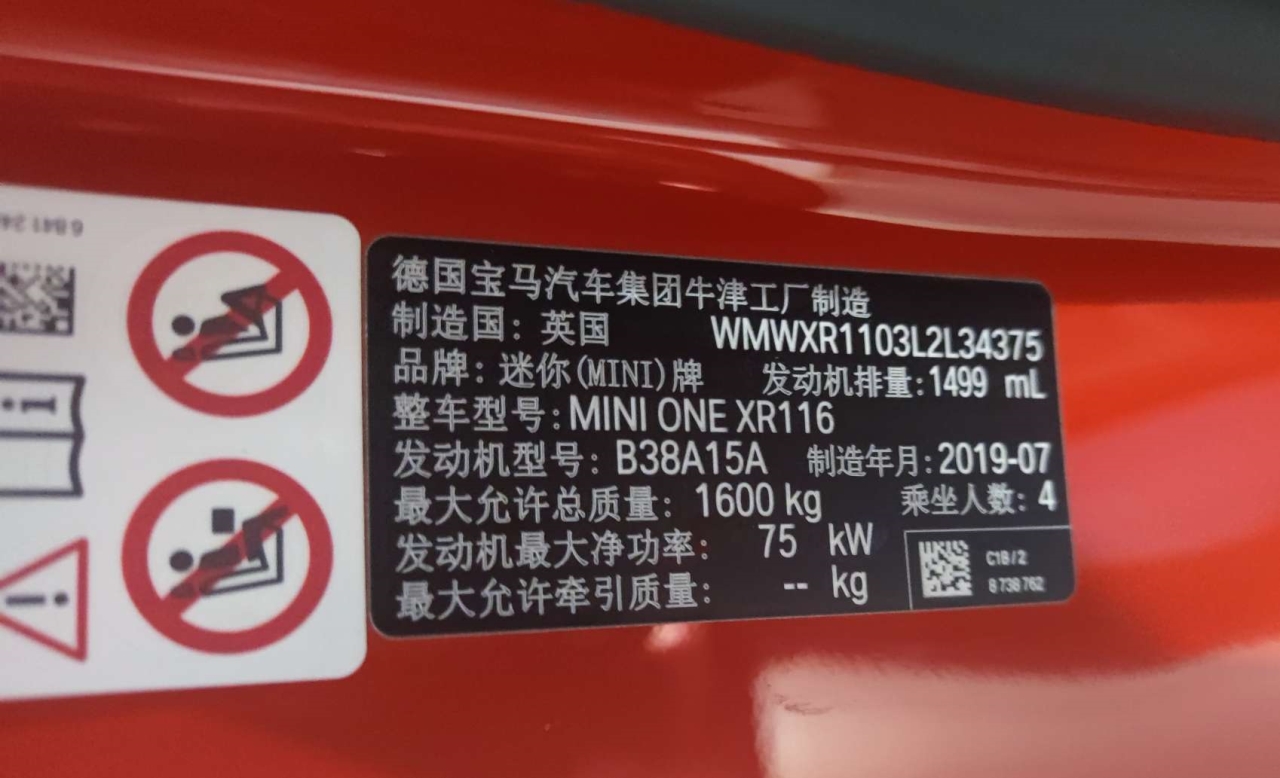 德国宝马汽车集团牛津工厂制造
制造国：英国 WMWXR1103L2L34375
品牌：迷你(MINI)牌 发动机排量：1499 mL
整车型号：MINI ONE XR116
发动机型号：B38A15A 制造年月：2019-07
最大允许总质量：1600 kg 乘坐人数：4
发动机最大净功率： 75 kW
最大允许牵引质量： -- kg
C1B/2
8 738 762